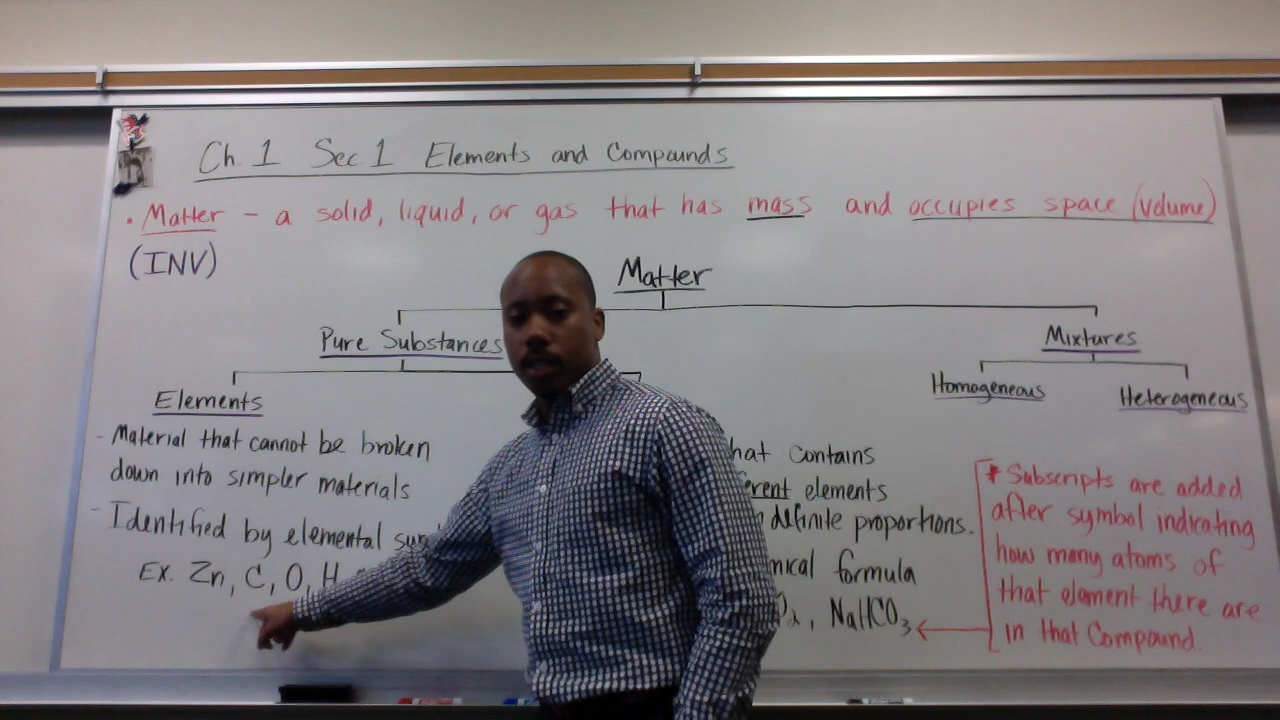 Ch. 1 Sec 1 Elements and Compounds
• Matter - a solid, liquid, or gas that has mass and occupies space (volume)
(INV)
Matter
Pure Substances
Mixtures
Elements
Homogeneous
Heterogeneous
- Material that cannot be broken
down into simpler materials
- Identified by elemental
Ex. Zn, C, O, H
contains
elements
definite proportions.
formula
NaHCO3
* Subscripts are added
after symbol indicating
how many atoms of
that element there are
in that Compound.